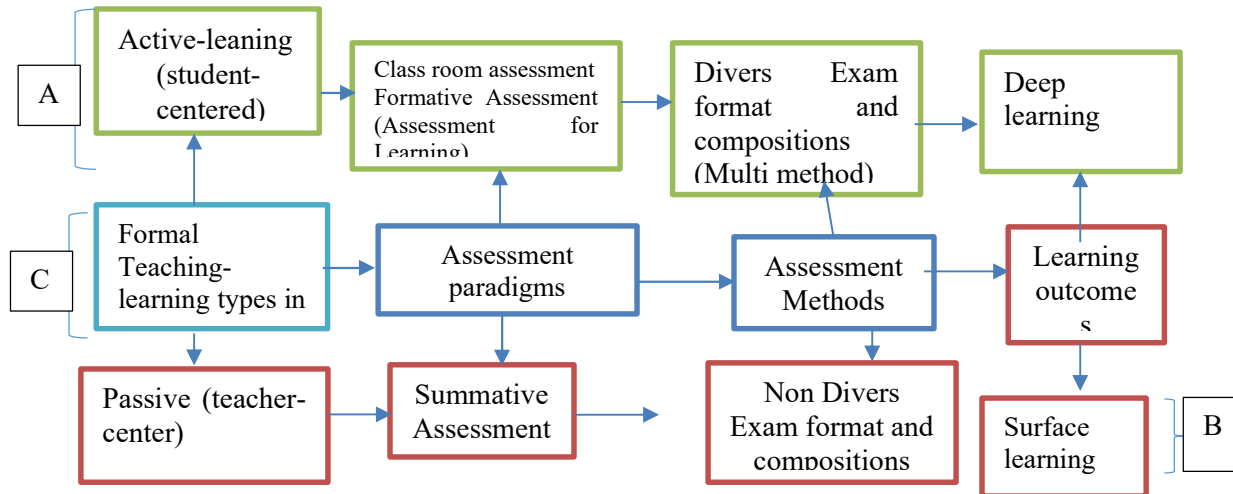 A
Active-leaning
(student-
centered)
Class room assessment
Formative Assessment
(Assessment for
Learning)
Divers Exam
format and
compositions
(Multi method)
Deep
learning
C
Formal
Teaching-
learning types in
Assessment
paradigms
Assessment
Methods
Learning
outcome
s
Passive (teacher-
center)
Summative
Assessment
Non Divers
Exam format and
compositions
Surface
learning
B